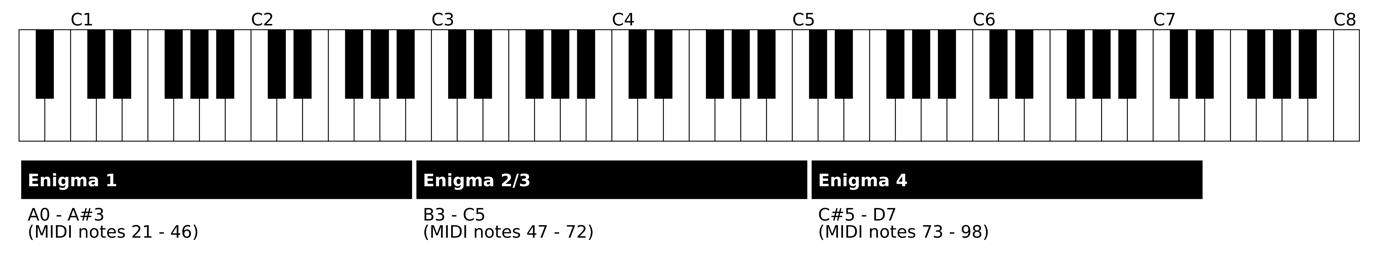 C1 C2 C3 C4 C5 C6 C7 C8
Enigma 1 Enigma 2/3 Enigma 4
A0 - A#3 B3 - C5 C#5 - D7
(MIDI notes 21 - 46) (MIDI notes 47 - 72) (MIDI notes 73 - 98)